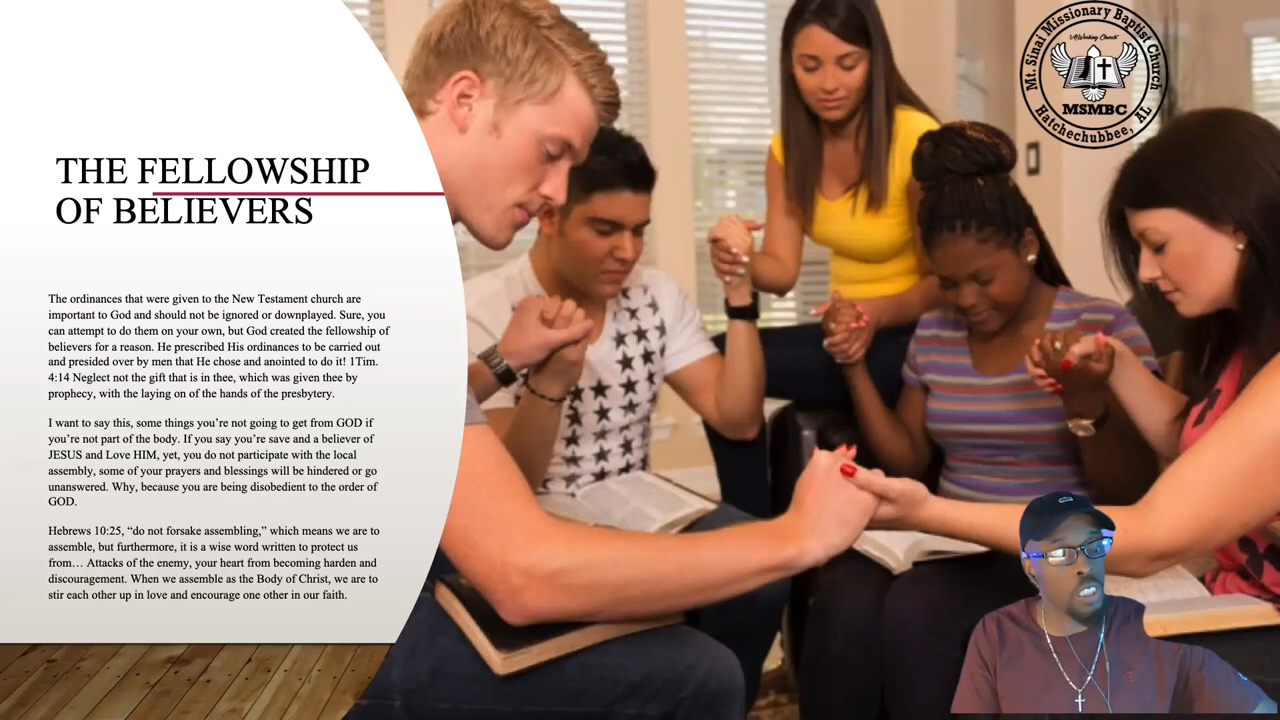 THE FELLOWSHIP
OF BELIEVERS
The ordinances that were given to the New Testament church are
important to God and should not be ignored or downplayed. Sure, you
can attempt to do them on your own, but God created the fellowship of
believers for a reason. He prescribed His ordinances to be carried out
and presided over by men that He chose and anointed to do it! 1Tim.
4:14 Neglect not the gift that is in thee, which was given thee by
prophecy, with the laying on of the hands of the presbytery.
I want to say this, some things you’re not going to get from GOD if
you’re not part of the body. If you say you’re save and a believer of
JESUS and Love HIM, yet, you do not participate with the local
assembly, some of your prayers and blessings will be hindered or go
unanswered. Why, because you are being disobedient to the order of
GOD.
Hebrews 10:25, “do not forsake assembling,” which means we are to
assemble, but furthermore, it is a wise word written to protect us
from… Attacks of the enemy, your heart from becoming harden and
discouragement. When we assemble as the Body of Christ, we are to
stir each other up in love and encourage one other in our faith.
Mt. Sinai Missionary Baptist Church
"A Working Church"
MSMBC
Hatchechubbee, AL